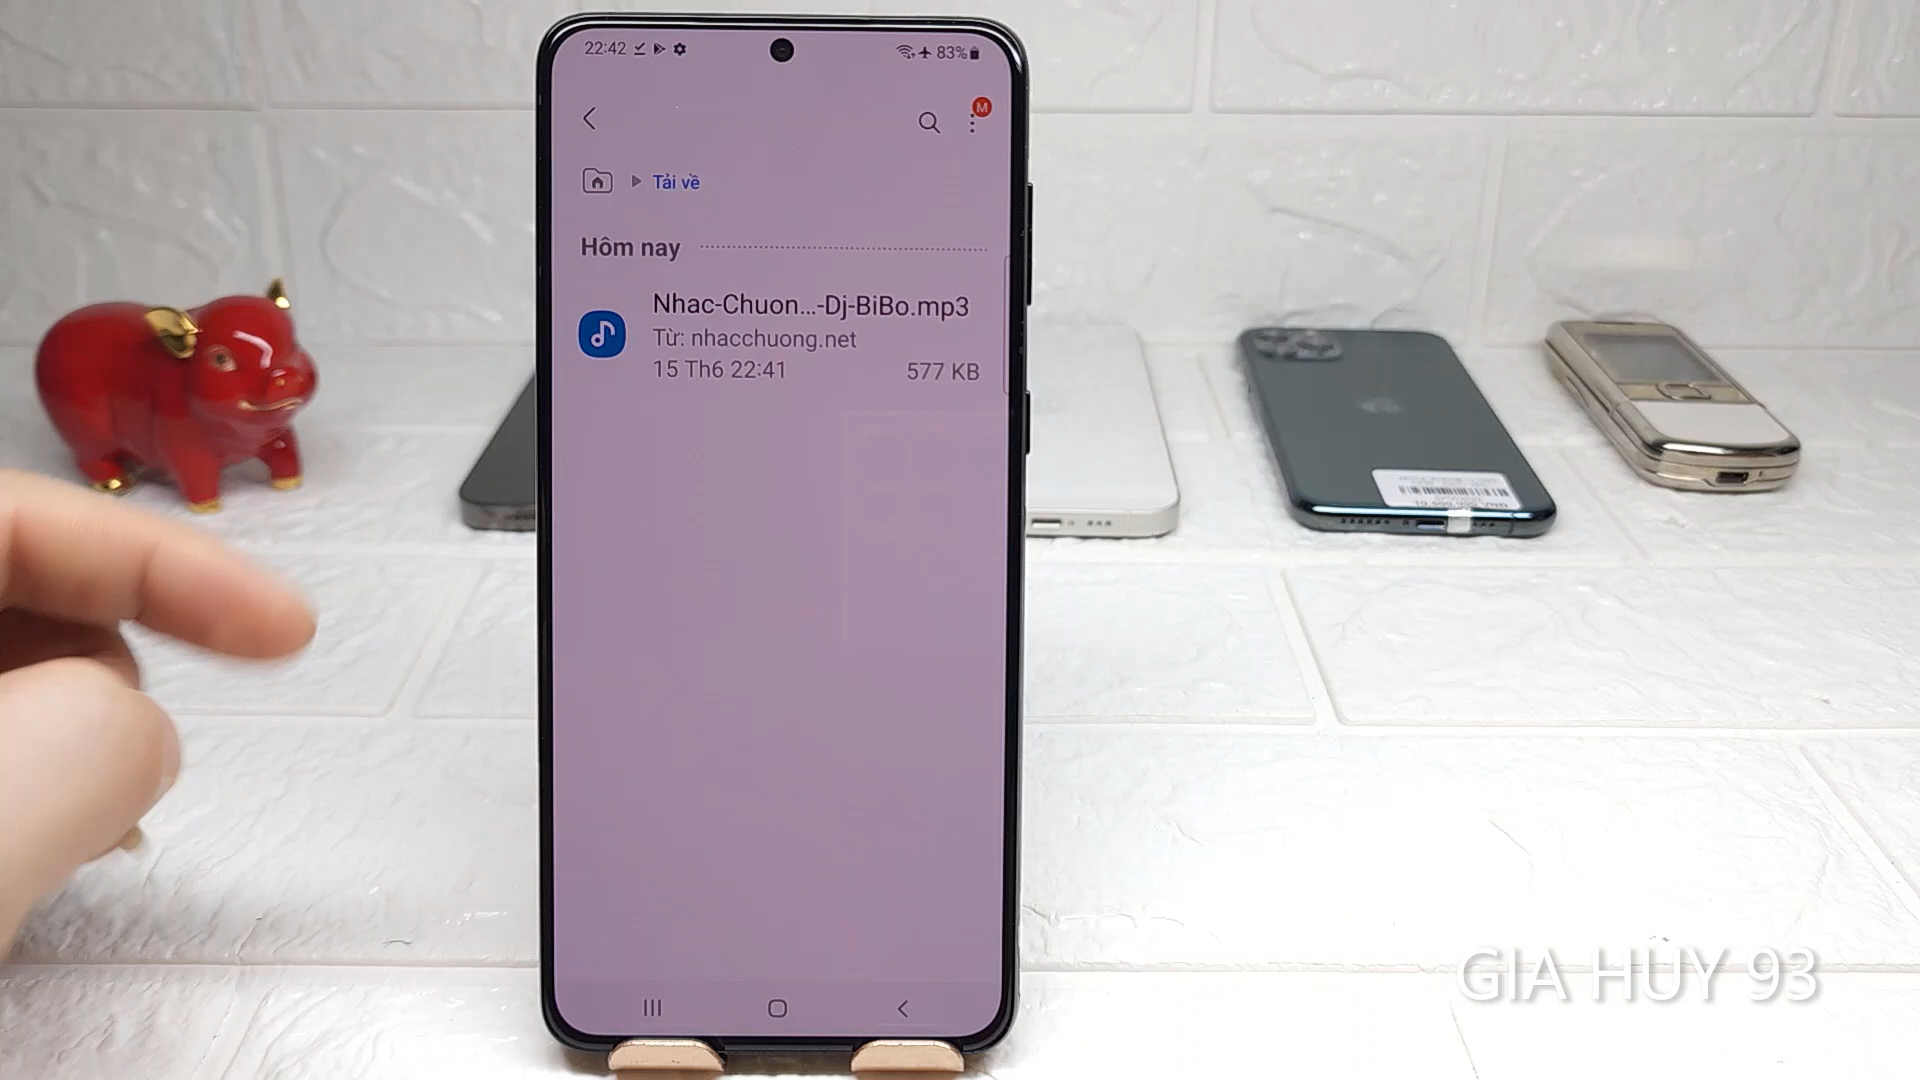 22:42
83%
M
Tải về
Hôm nay
Nhac-Chuon...-Dj-BiBo.mp3
Từ: nhacchuong.net
15 Th6 22:41
577 KB
GIA HUY 93